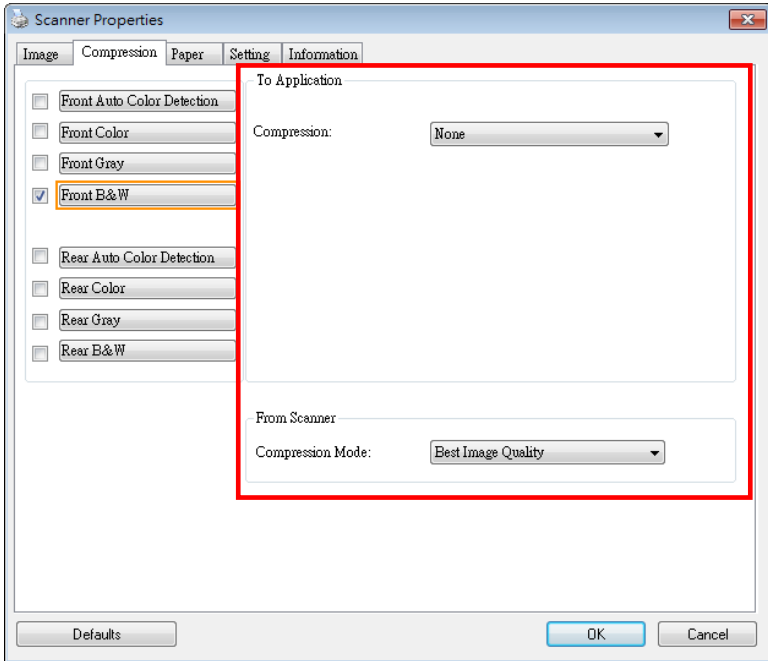 Scanner Properties
Image Compression Paper Setting Information
Front Auto Color Detection
Front Color
Front Gray
Front B&W
Rear Auto Color Detection
Rear Color
Rear Gray
Rear B&W
To Application
Compression: None
From Scanner
Compression Mode: Best Image Quality
Defaults OK Cancel